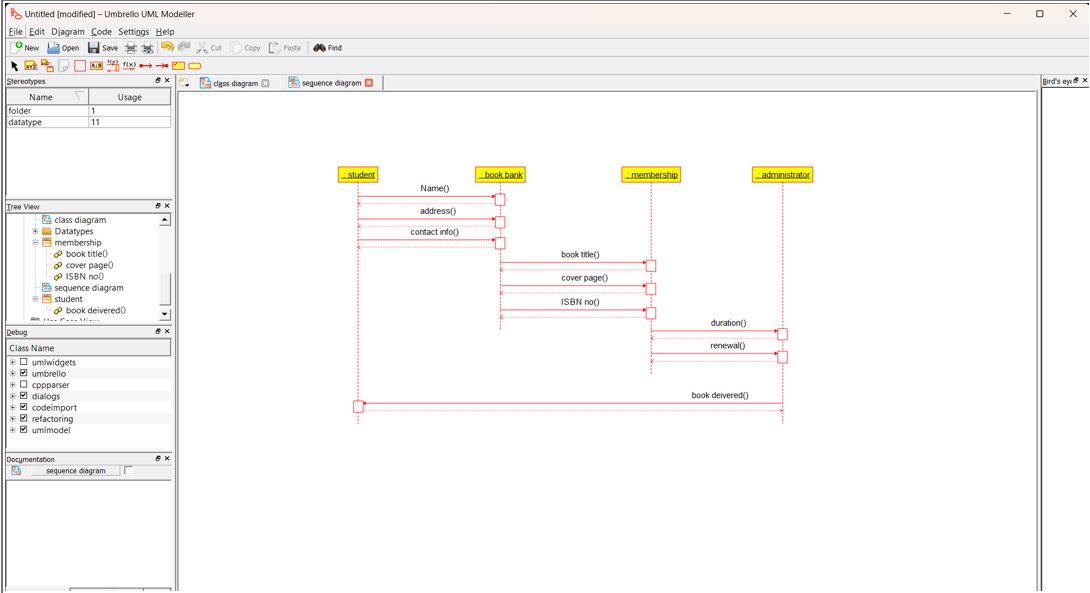 Untitled [modified] – Umbrello UML Modeller
File Edit Diagram Code Settings Help
New Open Save Cut Copy Paste Find
Stereotypes
class diagram sequence diagram
Bird's eye
Name Usage
folder 1
datatype 11
: student : book bank : membership : administrator
Name()
address()
contact info()
book title()
cover page()
ISBN no()
duration()
renewal()
book deivered()
Tree View
class diagram
Datatypes
membership
book title()
cover page()
ISBN no()
sequence diagram
student
book deivered()
Debug
Class Name
umlwidgets
umbrello
cppparser
dialogs
codeimport
refactoring
umlmodel
Documentation
sequence diagram